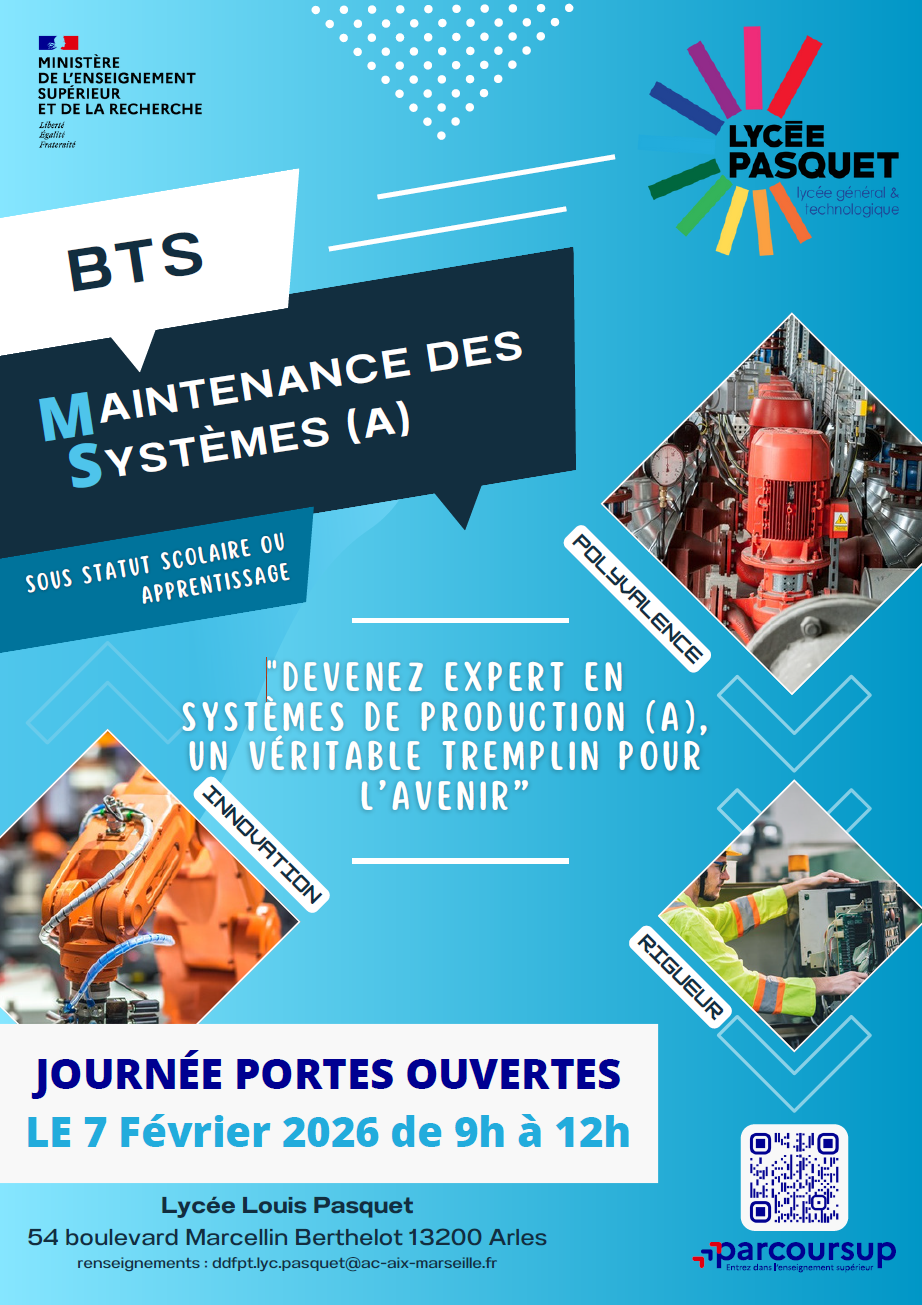 MINISTÈRE
DE L'ENSEIGNEMENT
SUPÉRIEUR
ET DE LA RECHERCHE
Liberté
Égalité
Fraternité
LYCĒE
PASQUET
lycée général &
technologique
BTS
MAINTENANCE DES
SYSTÈMES (A)
SOUS STATUT SCOLAIRE OU
APPRENTISSAGE
POLYVALENCE
"DEVENEZ EXPERT EN
SYSTÈMES DE PRODUCTION (A),
UN VÉRITABLE TREMPLIN POUR
L'AVENIR”
INNOVATION
RIGUEUR
JOURNÉE PORTES OUVERTES
LE 7 Février 2026 de 9h à 12h
Lycée Louis Pasquet
54 boulevard Marcellin Berthelot 13200 Arles
renseignements : ddfpt.lyc.pasquet@ac-aix-marseille.fr
parcoursup
Entrez dans l'enseignement supérieur